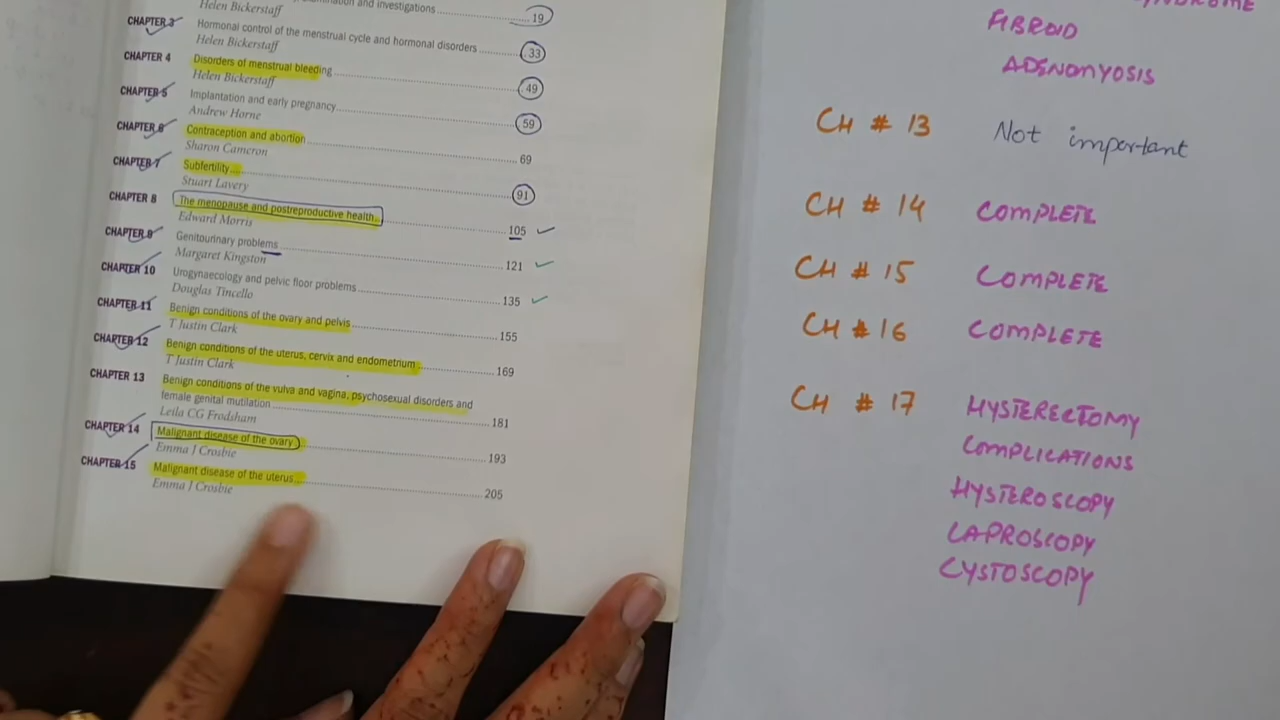 Helen Bickerstaff
and investigations 19
CHAPTER 3
Hormonal control of the menstrual cycle and hormonal disorders 33
Helen Bickerstaff
CHAPTER 4 Disorders of menstrual bleeding 49
Helen Bickerstaff
CHAPTER 5 Implantation and early pregnancy 59
Andrew Horne
CHAPTER 6 Contraception and abortion 69
Sharon Cameron
CHAPTER 7 Subfertility 91
Stuart Lavery
CHAPTER 8 The menopause and postreproductive health 105
Edward Morris
CHAPTER 9 Genitourinary problems 121
Margaret Kingston
CHAPTER 10 Urogynaecology and pelvic floor problems 135
Douglas Tincello
CHAPTER 11 Benign conditions of the ovary and pelvis 155
T Justin Clark
CHAPTER 12 Benign conditions of the uterus, cervix and endometrium 169
T Justin Clark
CHAPTER 13 Benign conditions of the vulva and vagina, psychosexual disorders and
female genital mutilation 181
Leila CG Frodsham
CHAPTER 14 Malignant disease of the ovary 193
Emma J Crosbie
CHAPTER 15 Malignant disease of the uterus 205
Emma J Crosbie
FIBROID
ADENOMYOSIS
CH # 13 Not important
CH # 14 COMPLETE
CH # 15 COMPLETE
CH # 16 COMPLETE
CH # 17 HYSTERECTOMY
COMPLICATIONS
HYSTEROSCOPY
LAPROSCOPY
CYSTOSCOPY